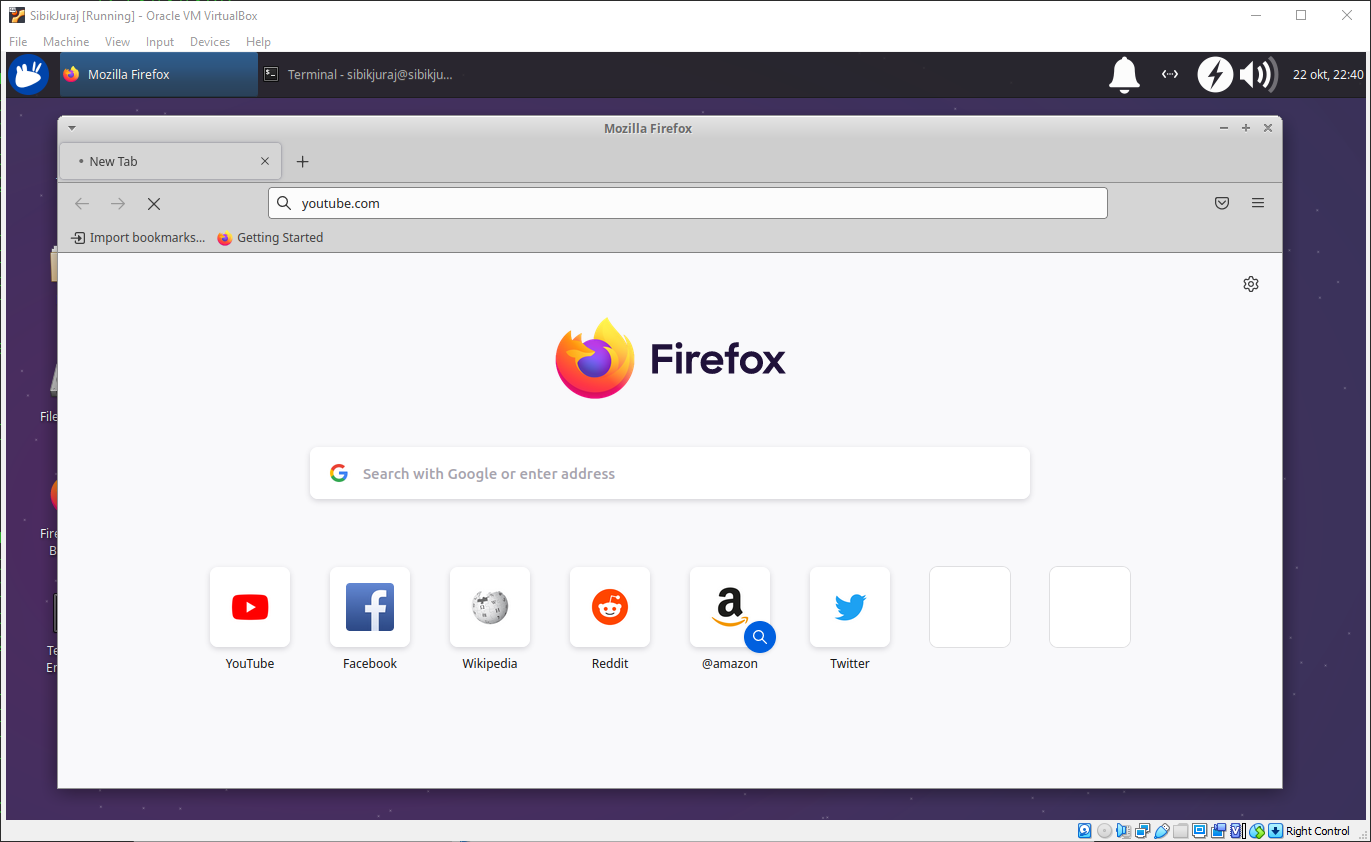 SibikJuraj [Running] - Oracle VM VirtualBox
File Machine View Input Devices Help
Mozilla Firefox
Terminal - sibikjuraj@sibikju...
22 okt, 22:40
Mozilla Firefox
New Tab
youtube.com
Import bookmarks...
Getting Started
Firefox
Search with Google or enter address
File
Fire
B
Te
Er
YouTube
Facebook
Wikipedia
Reddit
@amazon
Twitter
Right Control